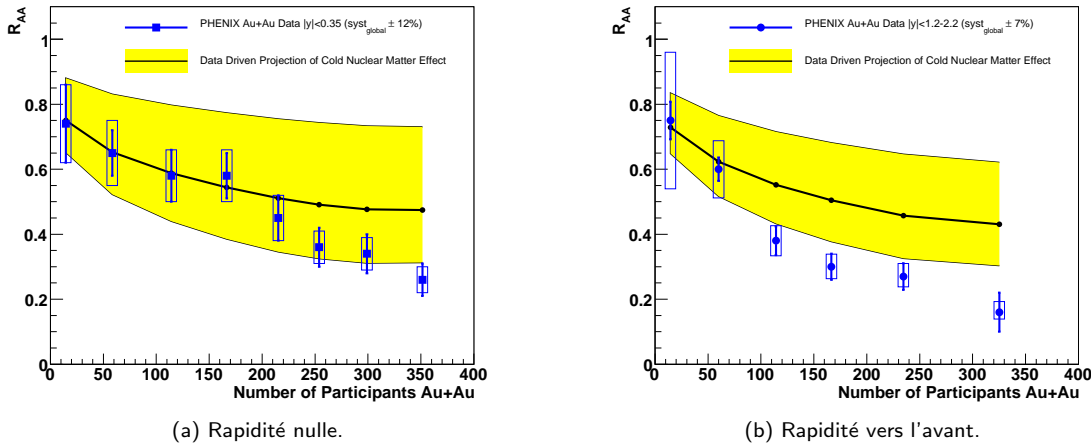 R_AA
1
0.8
0.6
0.4
0.2
0
0 50 100 150 200 250 300 350 400
Number of Participants Au+Au
PHENIX Au+Au Data |y|<0.35 (syst_global ± 12%)
Data Driven Projection of Cold Nuclear Matter Effect
(a) Rapidité nulle.
R_AA
1
0.8
0.6
0.4
0.2
0
0 50 100 150 200 250 300 350 400
Number of Participants Au+Au
PHENIX Au+Au Data |y|<1.2-2.2 (syst_global ± 7%)
Data Driven Projection of Cold Nuclear Matter Effect
(b) Rapidité vers l'avant.